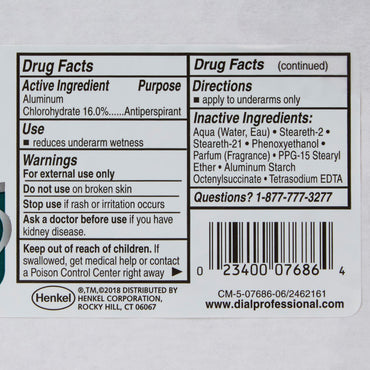 Drug Facts
Active Ingredient Purpose
Aluminum
Chlorohydrate 16.0%......Antiperspirant
Use
▪ reduces underarm wetness
Warnings
For external use only
Do not use on broken skin
Stop use if rash or irritation occurs
Ask a doctor before use if you have
kidney disease.
Keep out of reach of children. If
swallowed, get medical help or contact
a Poison Control Center right away ▶
Drug Facts (continued)
Directions
▪ apply to underarms only
Inactive Ingredients:
Aqua (Water, Eau) • Steareth-2 •
Steareth-21 • Phenoxyethanol •
Parfum (Fragrance) • PPG-15 Stearyl
Ether • Aluminum Starch
Octenylsuccinate • Tetrasodium EDTA
Questions? 1-877-777-3277
0 23400 07686 4
Henkel
®,TM,©2018 DISTRIBUTED BY
HENKEL CORPORATION,
ROCKY HILL, CT 06067
CM-5-07686-06/2462161
www.dialprofessional.com